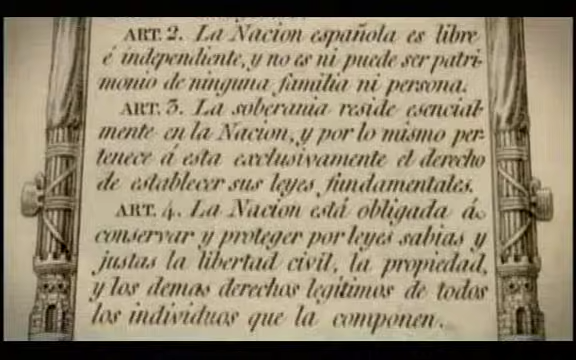 ART. 2. La Nacion española es libre
é independiente, y no es ni puede ser patri-
monio de ninguna familia ni persona.
ART. 3. La soberania reside esencial-
mente en la Nacion, y por lo mismo per-
tenece á esta exclusivamente el derecho
de establecer sus leyes fundamentales.
ART. 4. La Nacion está obligada á
conservar y proteger por leyes sabias y
justas la libertad civil, la propiedad,
y los demas derechos legitimos de todos
los individuos que la componen.